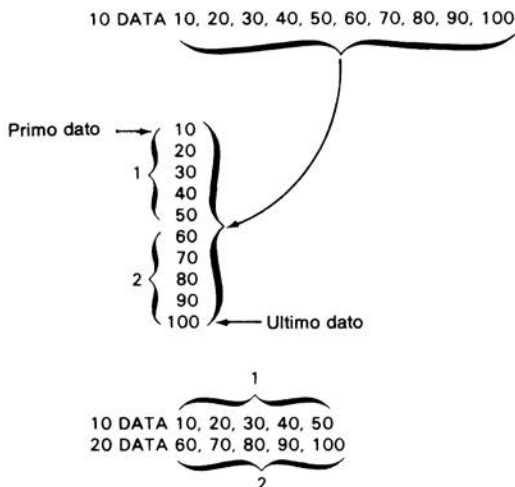 10 DATA 10, 20, 30, 40, 50, 60, 70, 80, 90, 100
Primo dato
10
20
1
30
40
50
60
70
2
80
90
100
Ultimo dato
1
10 DATA 10, 20, 30, 40, 50
20 DATA 60, 70, 80, 90, 100
2